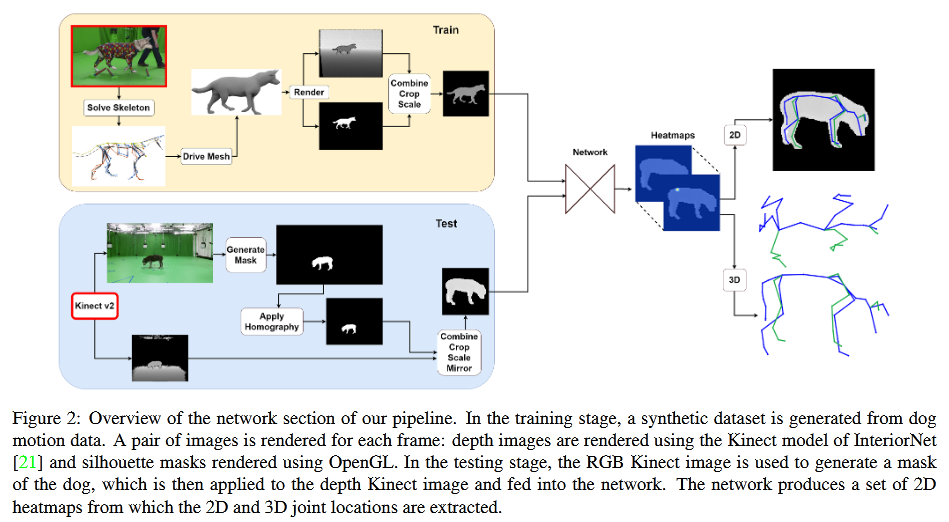 Train
Solve Skeleton
Drive Mesh
Render
Combine
Crop
Scale
Test
Kinect v2
Generate
Mask
Apply
Homography
Combine
Crop
Scale
Mirror
Network
Heatmaps
2D
3D
Figure 2: Overview of the network section of our pipeline. In the training stage, a synthetic dataset is generated from dog
motion data. A pair of images is rendered for each frame: depth images are rendered using the Kinect model of InteriorNet
[21] and silhouette masks rendered using OpenGL. In the testing stage, the RGB Kinect image is used to generate a mask
of the dog, which is then applied to the depth Kinect image and fed into the network. The network produces a set of 2D
heatmaps from which the 2D and 3D joint locations are extracted.